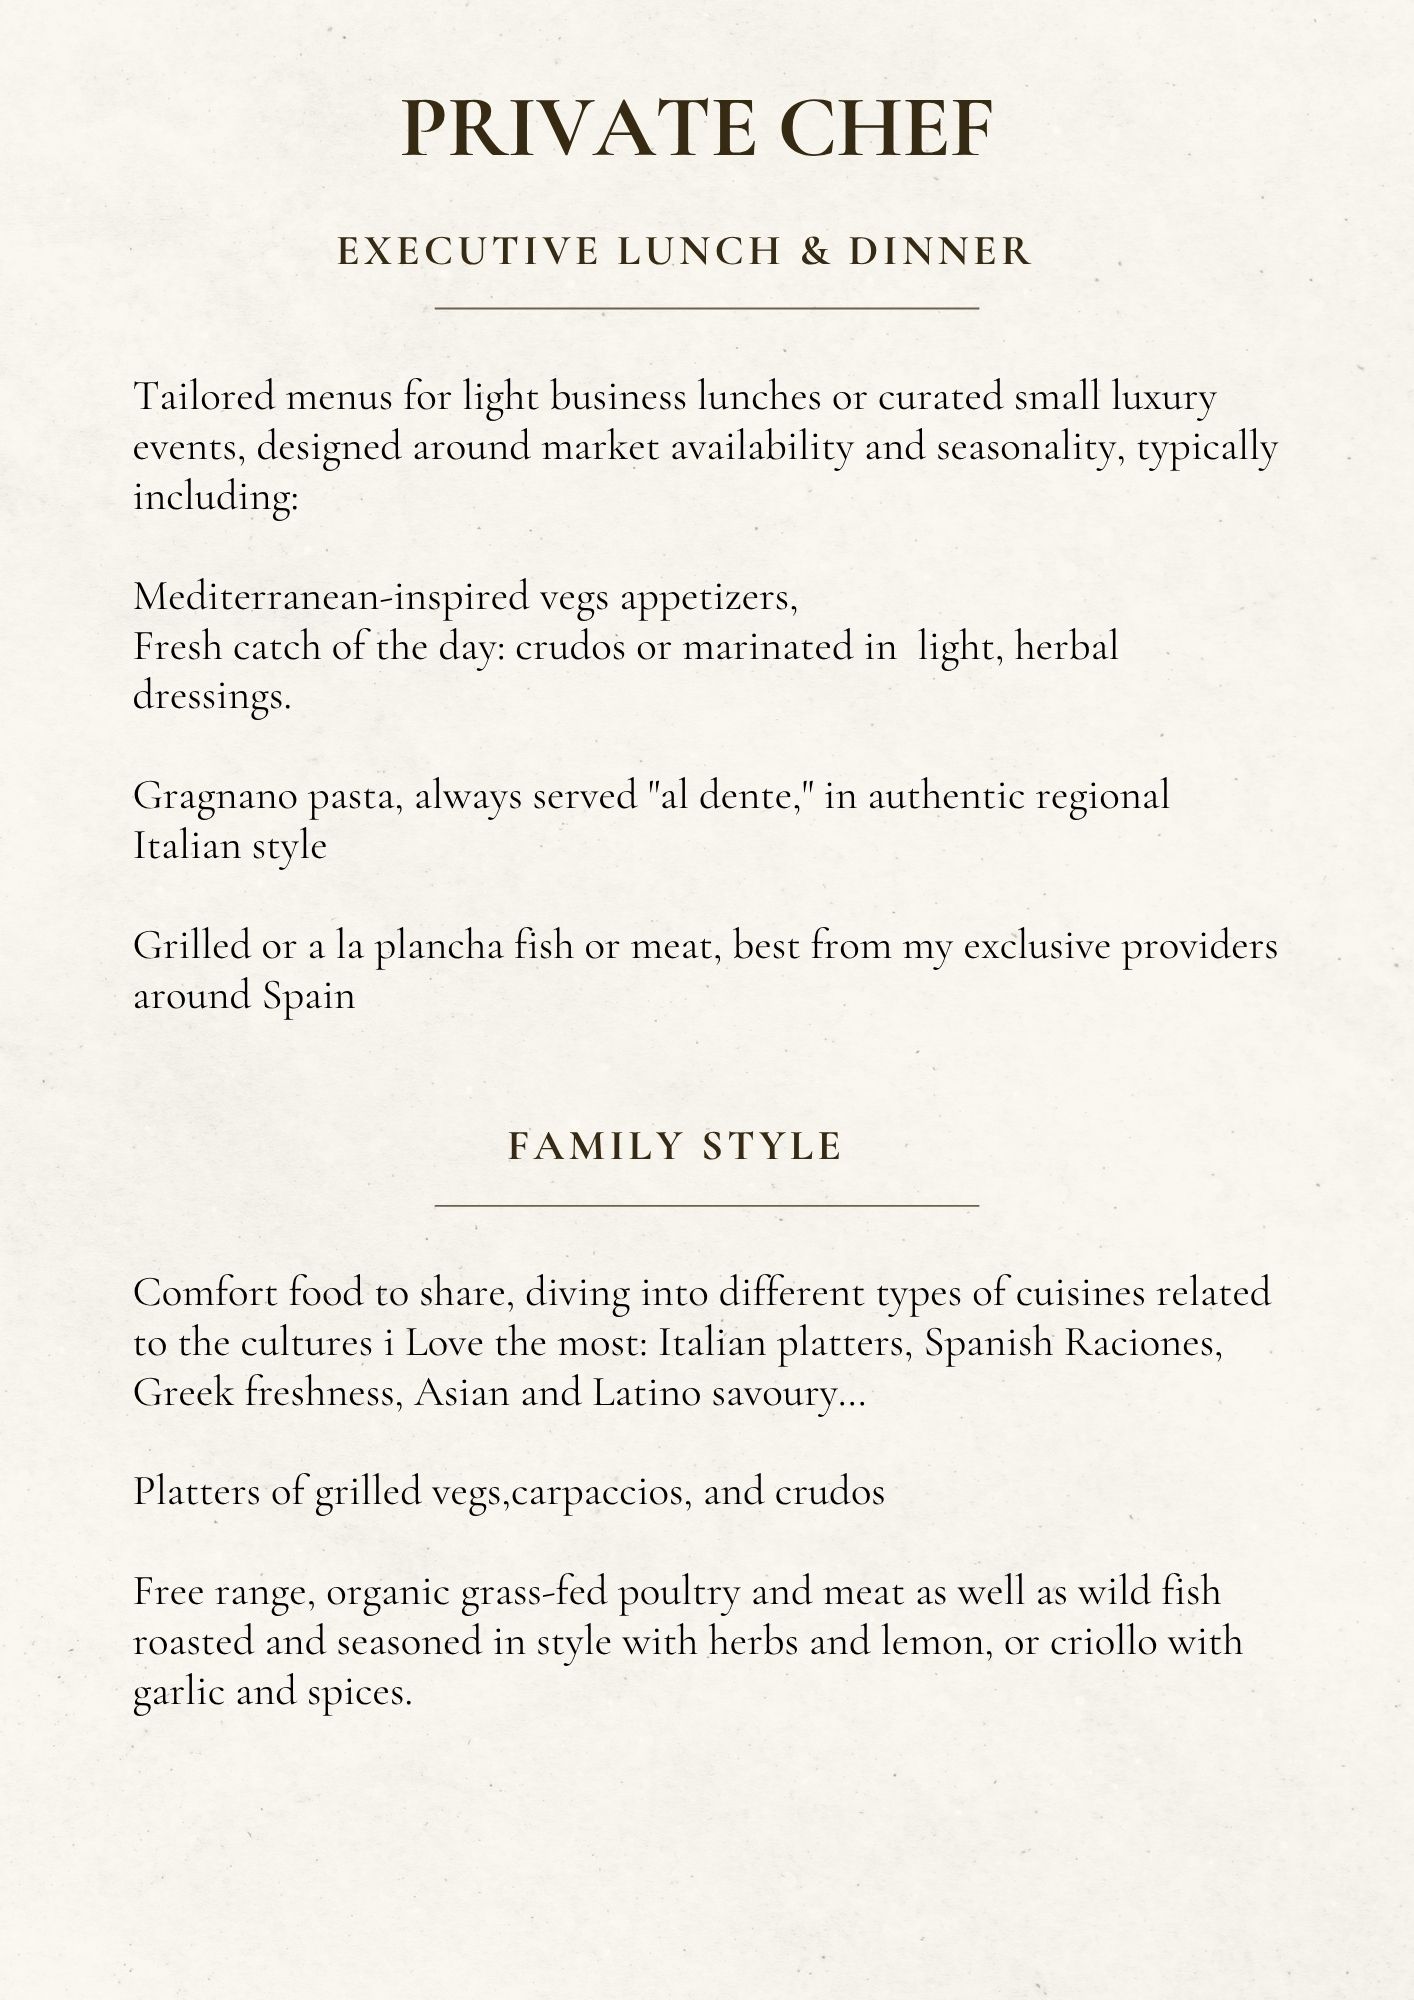 PRIVATE CHEF
EXECUTIVE LUNCH & DINNER
Tailored menus for light business lunches or curated small luxury
events, designed around market availability and seasonality, typically
including:
Mediterranean-inspired vegs appetizers,
Fresh catch of the day: crudos or marinated in  light, herbal
dressings.
Gragnano pasta, always served "al dente," in authentic regional
Italian style
Grilled or a la plancha fish or meat, best from my exclusive providers
around Spain
FAMILY STYLE
Comfort food to share, diving into different types of cuisines related
to the cultures i Love the most: Italian platters, Spanish Raciones,
Greek freshness, Asian and Latino savoury...
Platters of grilled vegs,carpaccios, and crudos
Free range, organic grass-fed poultry and meat as well as wild fish
roasted and seasoned in style with herbs and lemon, or criollo with
garlic and spices.